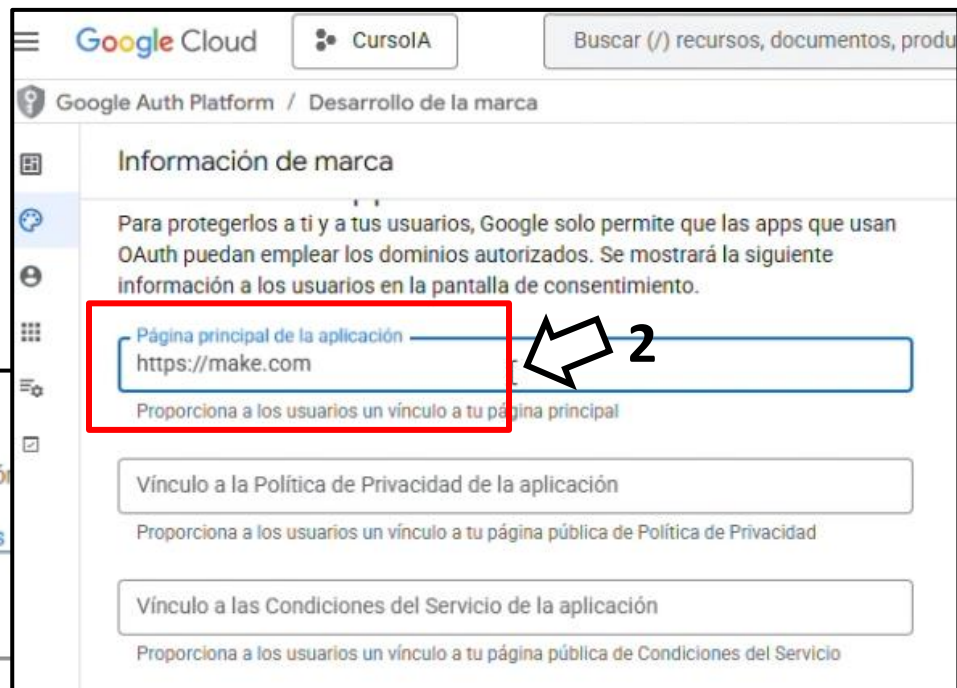 Google Cloud
CursoIA
Buscar (/) recursos, documentos, produ
Google Auth Platform / Desarrollo de la marca
Información de marca
Para protegerlos a ti y a tus usuarios, Google solo permite que las apps que usan
OAuth puedan emplear los dominios autorizados. Se mostrará la siguiente
información a los usuarios en la pantalla de consentimiento.
Página principal de la aplicación
https://make.com
2
Proporciona a los usuarios un vínculo a tu página principal
Vínculo a la Política de Privacidad de la aplicación
Proporciona a los usuarios un vínculo a tu página pública de Política de Privacidad
Vínculo a las Condiciones del Servicio de la aplicación
Proporciona a los usuarios un vínculo a tu página pública de Condiciones del Servicio